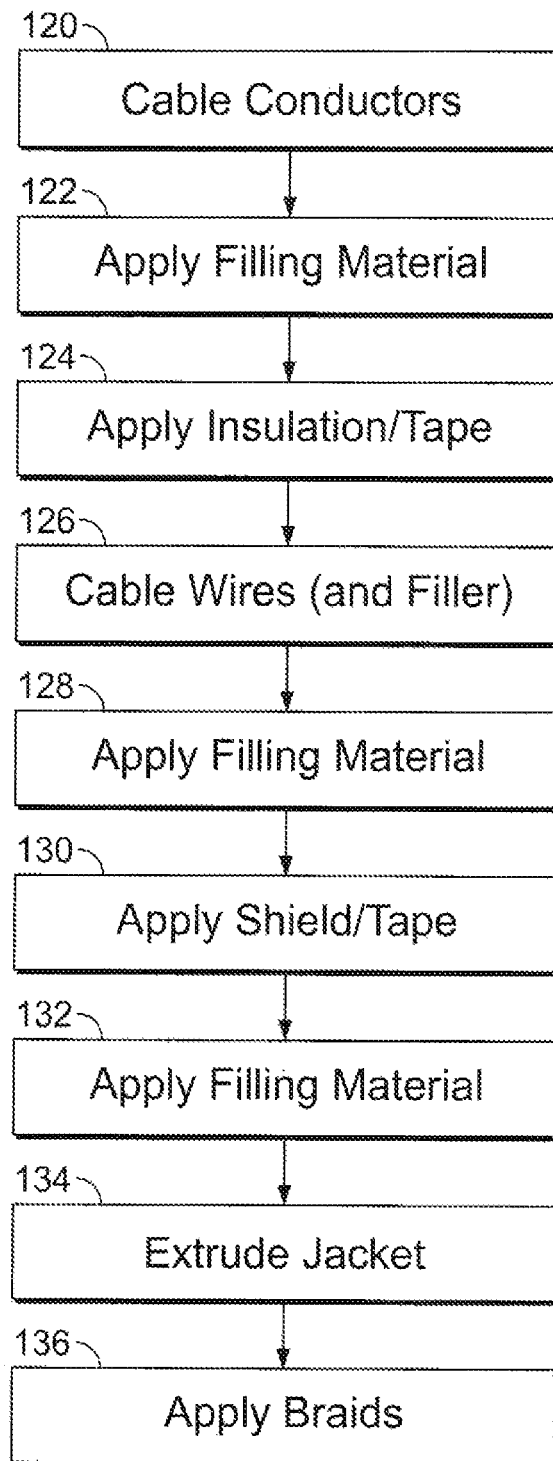 120
Cable Conductors
122
Apply Filling Material
124
Apply Insulation/Tape
126
Cable Wires (and Filler)
128
Apply Filling Material
130
Apply Shield/Tape
132
Apply Filling Material
134
Extrude Jacket
136
Apply Braids